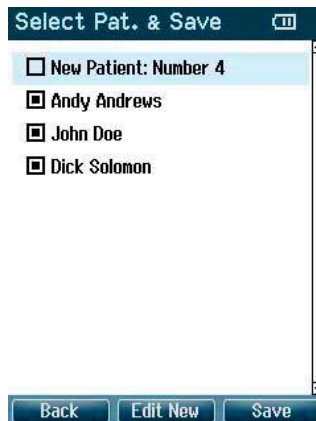 Select Pat. & Save
New Patient: Number 4
Andy Andrews
John Doe
Dick Solomon
Back Edit New Save